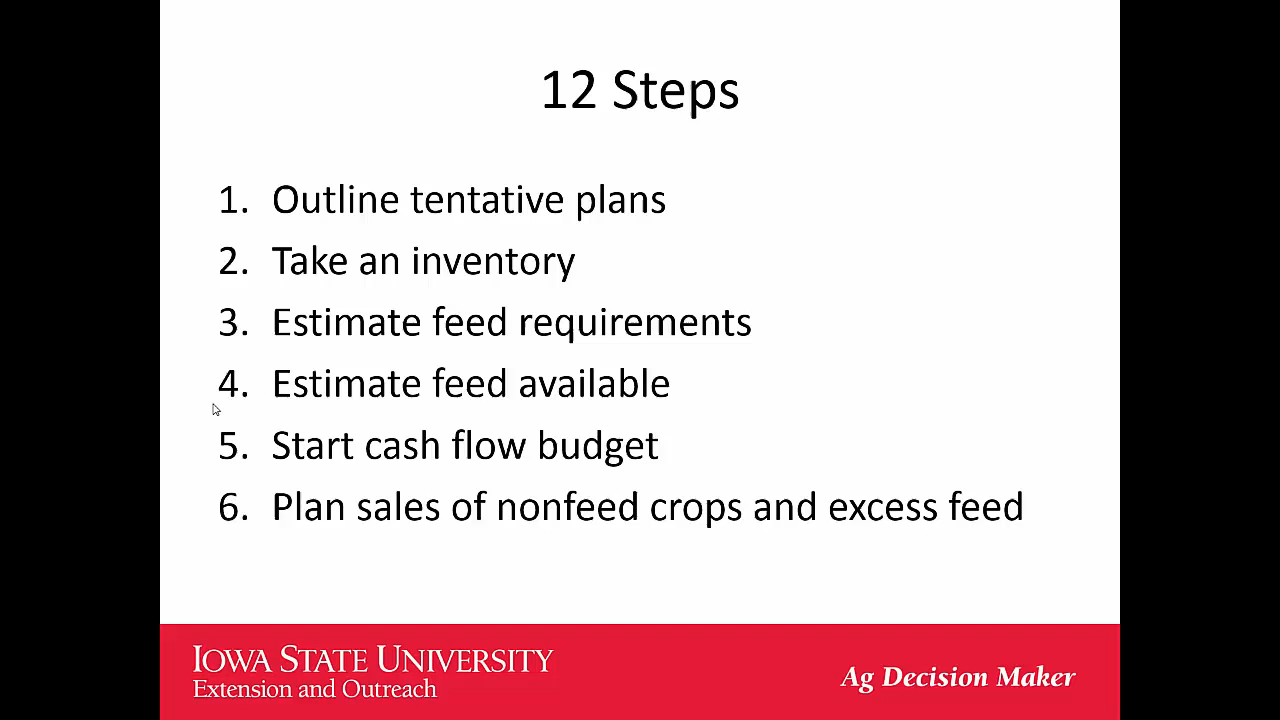 12 Steps
1. Outline tentative plans
2. Take an inventory
3. Estimate feed requirements
4. Estimate feed available
5. Start cash flow budget
6. Plan sales of nonfeed crops and excess feed
IOWA STATE UNIVERSITY
Extension and Outreach
Ag Decision Maker